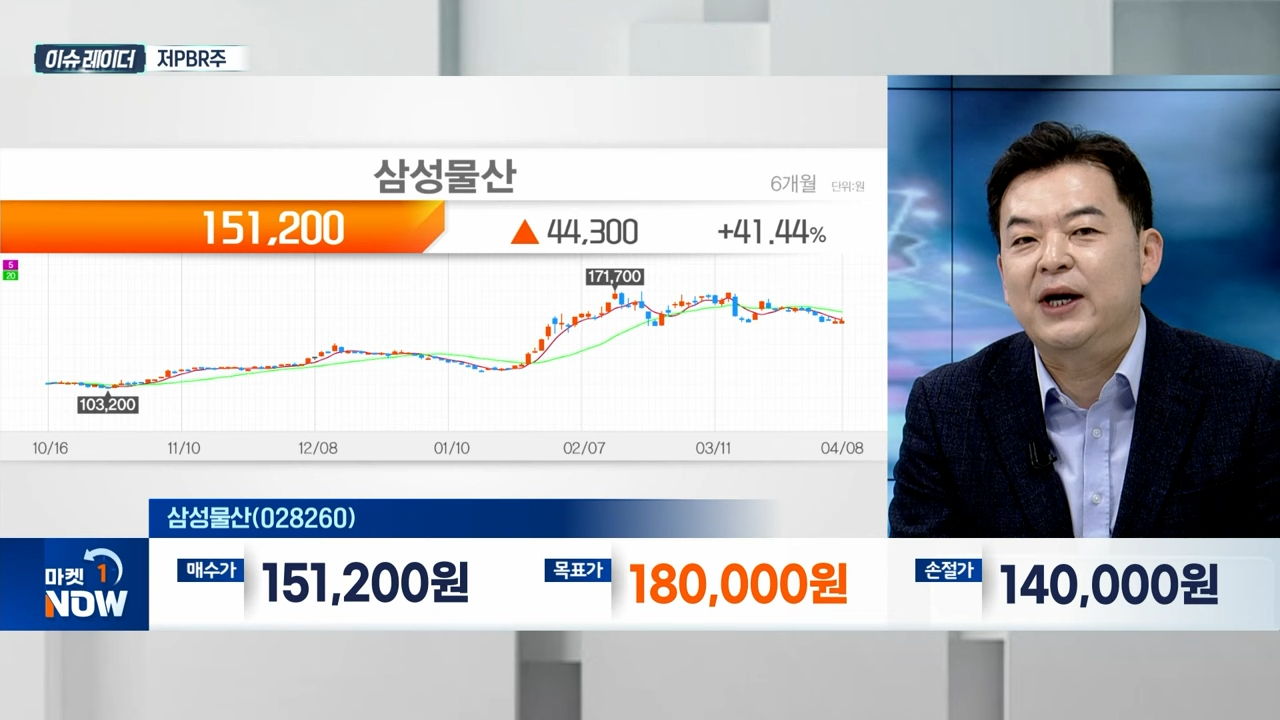 이슈레이더 저PBR주
삼성물산
6개월 단위:원
151,200 ▲ 44,300 +41.44%
5
20
171,700
103,200
10/16 11/10 12/08 01/10 02/07 03/11 04/08
삼성물산(028260)
마켓 1
NOW
매수가 151,200원 목표가 180,000원 손절가 140,000원